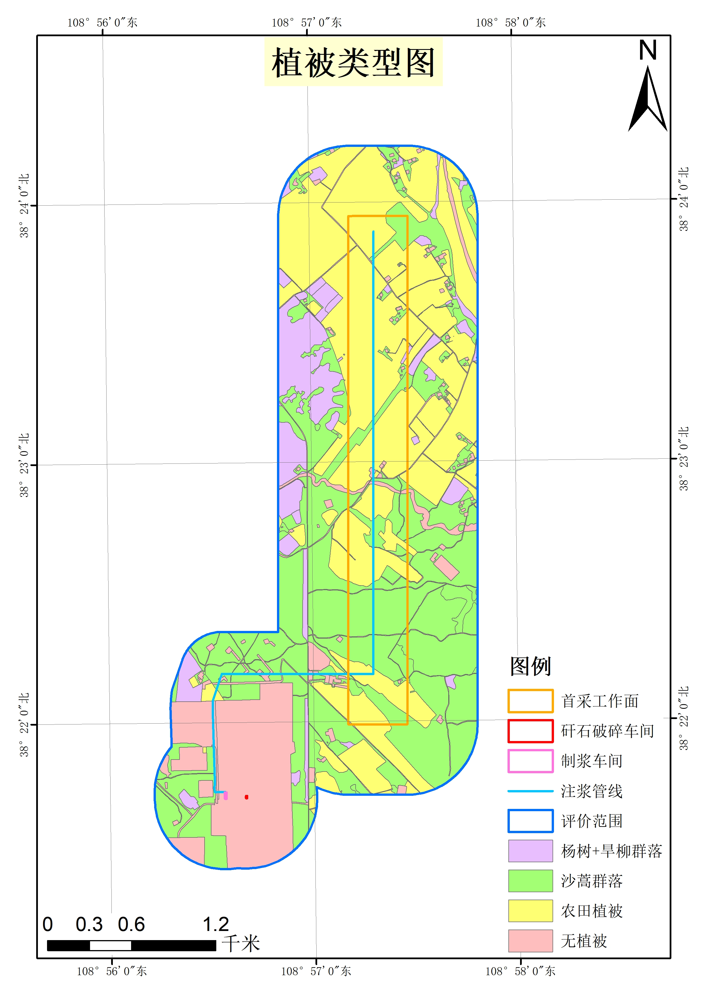 108° 56'0"东
108° 57'0"东
108° 58'0"东
植被类型图
N
38° 24'0"北
38° 24'0"北
38° 23'0"北
38° 23'0"北
38° 22'0"北
38° 22'0"北
图例
首采工作面
矸石破碎车间
制浆车间
注浆管线
评价范围
杨树+旱柳群落
沙蒿群落
农田植被
无植被
0 0.3 0.6 1.2
千米
108° 56'0"东
108° 57'0"东
108° 58'0"东